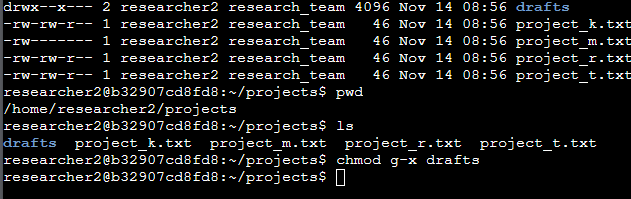 drwx--x--- 2 researcher2 research_team 4096 Nov 14 08:56 drafts
-rw-rw-r-- 1 researcher2 research_team   46 Nov 14 08:56 project_k.txt
-rw------- 1 researcher2 research_team   46 Nov 14 08:56 project_m.txt
-rw-rw-r-- 1 researcher2 research_team   46 Nov 14 08:56 project_r.txt
-rw-rw-r-- 1 researcher2 research_team   46 Nov 14 08:56 project_t.txt
researcher2@b32907cd8fd8:~/projects$ pwd
/home/researcher2/projects
researcher2@b32907cd8fd8:~/projects$ ls
drafts  project_k.txt  project_m.txt  project_r.txt  project_t.txt
researcher2@b32907cd8fd8:~/projects$ chmod g-x drafts
researcher2@b32907cd8fd8:~/projects$